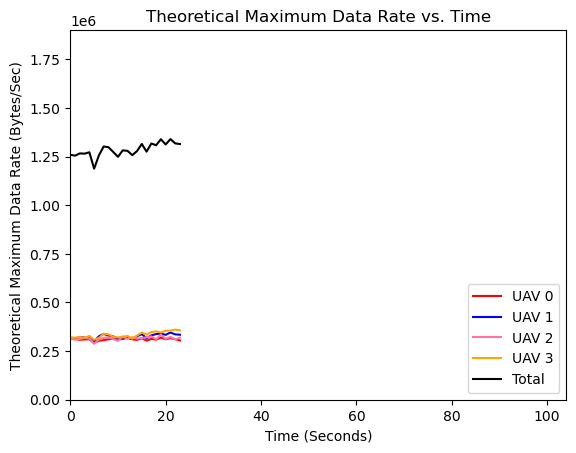 Theoretical Maximum Data Rate vs. Time
1e6
Theoretical Maximum Data Rate (Bytes/Sec)
1.75
1.50
1.25
1.00
0.75
0.50
0.25
0.00
0 20 40 60 80 100
Time (Seconds)
UAV 0
UAV 1
UAV 2
UAV 3
Total